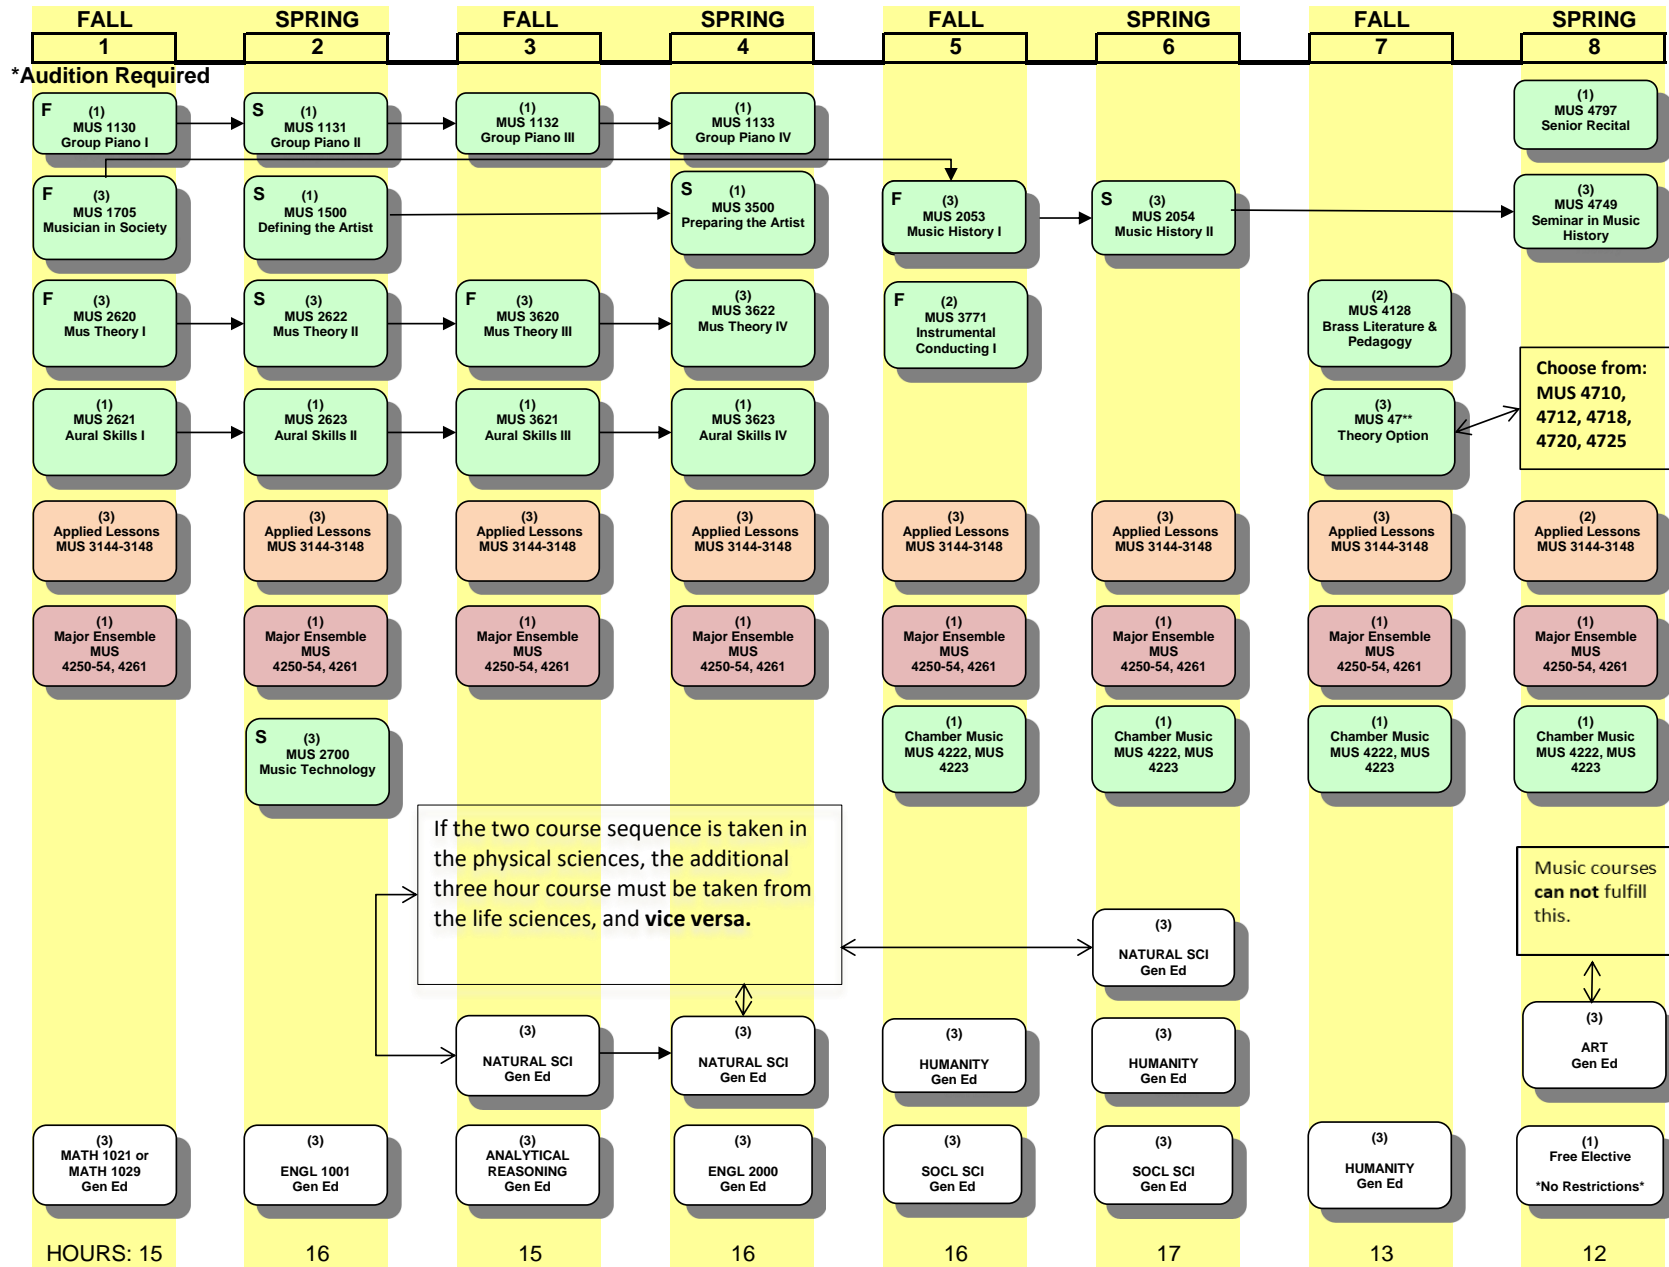 FALL SPRING FALL SPRING FALL SPRING FALL SPRING
1 2 3 4 5 6 7 8
*Audition Required
F (1)
MUS 1130
Group Piano I
S (1)
MUS 1131
Group Piano II
(1)
MUS 1132
Group Piano III
(1)
MUS 1133
Group Piano IV
(1)
MUS 4797
Senior Recital
F (3)
MUS 1705
Musician in Society
S (1)
MUS 1500
Defining the Artist
S (1)
MUS 3500
Preparing the Artist
F (3)
MUS 2053
Music History I
S (3)
MUS 2054
Music History II
(3)
MUS 4749
Seminar in Music
History
F (3)
MUS 2620
Mus Theory I
S (3)
MUS 2622
Mus Theory II
F (3)
MUS 3620
Mus Theory III
(3)
MUS 3622
Mus Theory IV
F (2)
MUS 3771
Instrumental
Conducting I
(2)
MUS 4128
Brass Literature &
Pedagogy
Choose from:
MUS 4710,
4712, 4718,
4720, 4725
(1)
MUS 2621
Aural Skills I
(1)
MUS 2623
Aural Skills II
(1)
MUS 3621
Aural Skills III
(1)
MUS 3623
Aural Skills IV
(3)
MUS 47**
Theory Option
(3)
Applied Lessons
MUS 3144-3148
(3)
Applied Lessons
MUS 3144-3148
(3)
Applied Lessons
MUS 3144-3148
(3)
Applied Lessons
MUS 3144-3148
(3)
Applied Lessons
MUS 3144-3148
(3)
Applied Lessons
MUS 3144-3148
(3)
Applied Lessons
MUS 3144-3148
(2)
Applied Lessons
MUS 3144-3148
(1)
Major Ensemble
MUS
4250-54, 4261
(1)
Major Ensemble
MUS
4250-54, 4261
(1)
Major Ensemble
MUS
4250-54, 4261
(1)
Major Ensemble
MUS
4250-54, 4261
(1)
Major Ensemble
MUS
4250-54, 4261
(1)
Major Ensemble
MUS
4250-54, 4261
(1)
Major Ensemble
MUS
4250-54, 4261
(1)
Major Ensemble
MUS
4250-54, 4261
S (3)
MUS 2700
Music Technology
(1)
Chamber Music
MUS 4222, MUS
4223
(1)
Chamber Music
MUS 4222, MUS
4223
(1)
Chamber Music
MUS 4222, MUS
4223
(1)
Chamber Music
MUS 4222, MUS
4223
If the two course sequence is taken in
the physical sciences, the additional
three hour course must be taken from
the life sciences, and vice versa.
Music courses
can not fulfill
this.
(3)
NATURAL SCI
Gen Ed
(3)
NATURAL SCI
Gen Ed
(3)
NATURAL SCI
Gen Ed
(3)
HUMANITY
Gen Ed
(3)
HUMANITY
Gen Ed
(3)
ART
Gen Ed
(3)
MATH 1021 or
MATH 1029
Gen Ed
(3)
ENGL 1001
Gen Ed
(3)
ANALYTICAL
REASONING
Gen Ed
(3)
ENGL 2000
Gen Ed
(3)
SOCL SCI
Gen Ed
(3)
SOCL SCI
Gen Ed
(3)
HUMANITY
Gen Ed
(1)
Free Elective
*No Restrictions*
HOURS: 15 16 15 16 16 17 13 12